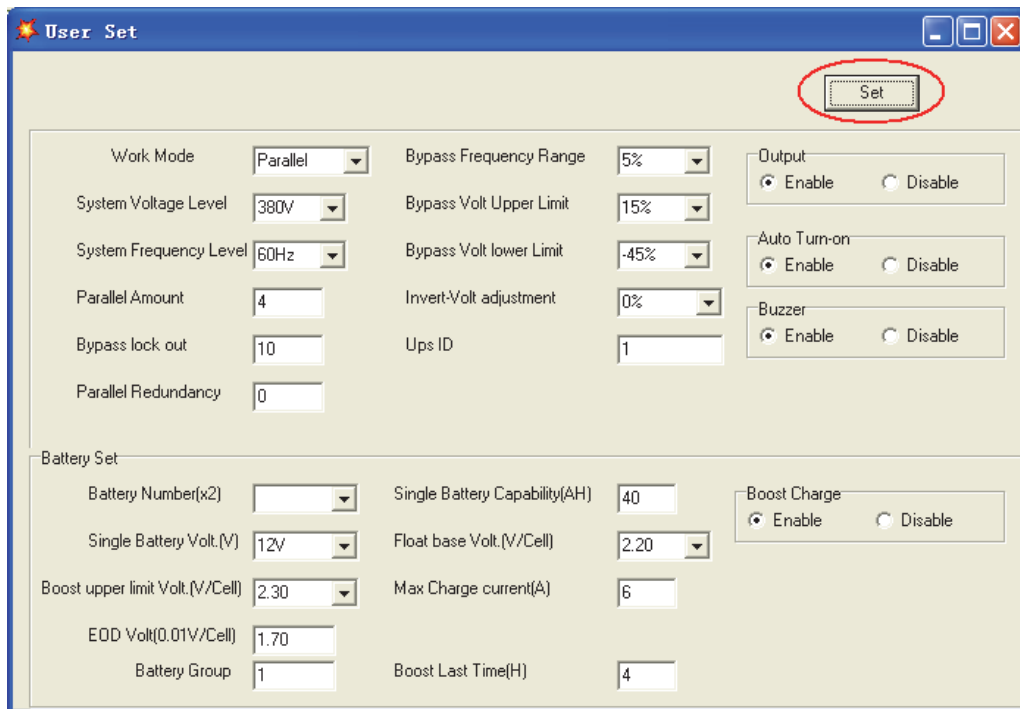 User Set
Set
Work Mode Parallel Bypass Frequency Range 5% Output
Enable Disable
System Voltage Level 380V Bypass Volt Upper Limit 15%
System Frequency Level 60Hz Bypass Volt lower Limit -45% Auto Turn-on
Enable Disable
Parallel Amount 4 Invert-Volt adjustment 0% Buzzer
Enable Disable
Bypass lock out 10 Ups ID 1
Parallel Redundancy 0
Battery Set
Battery Number(x2) Single Battery Capability(AH) 40 Boost Charge
Enable Disable
Single Battery Volt.(V) 12V Float base Volt.(V/Cell) 2.20
Boost upper limit Volt.(V/Cell) 2.30 Max Charge current(A) 6
EOD Volt(0.01V/Cell) 1.70
Battery Group 1 Boost Last Time(H) 4